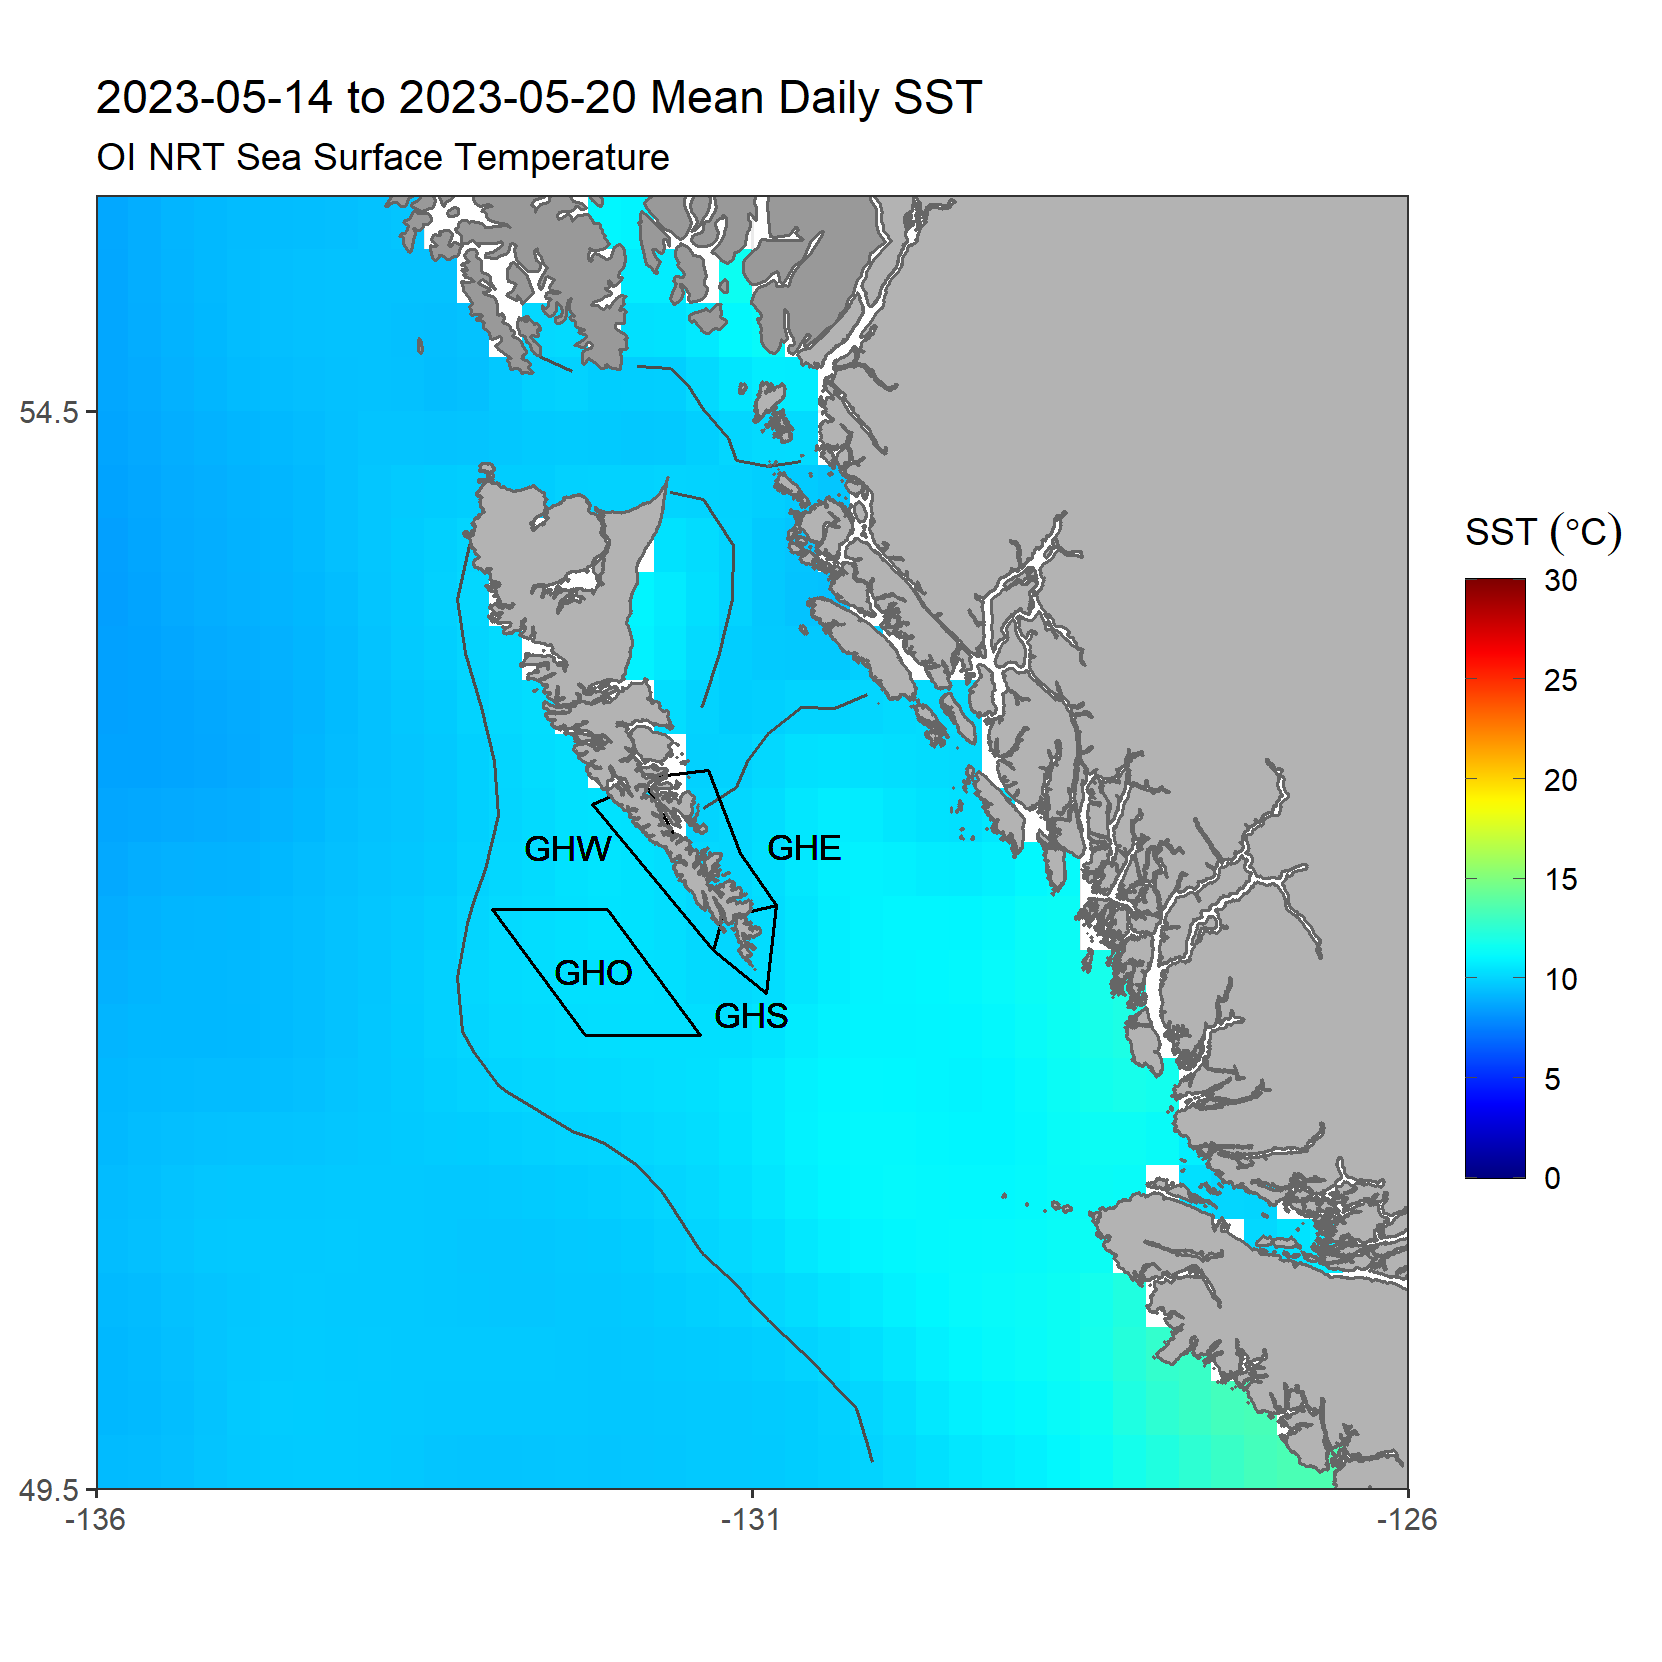 2023-05-14 to 2023-05-20 Mean Daily SST
OI NRT Sea Surface Temperature
54.5
49.5
-136
-131
-126
GHW
GHE
GHO
GHS
SST (°C)
30
25
20
15
10
5
0